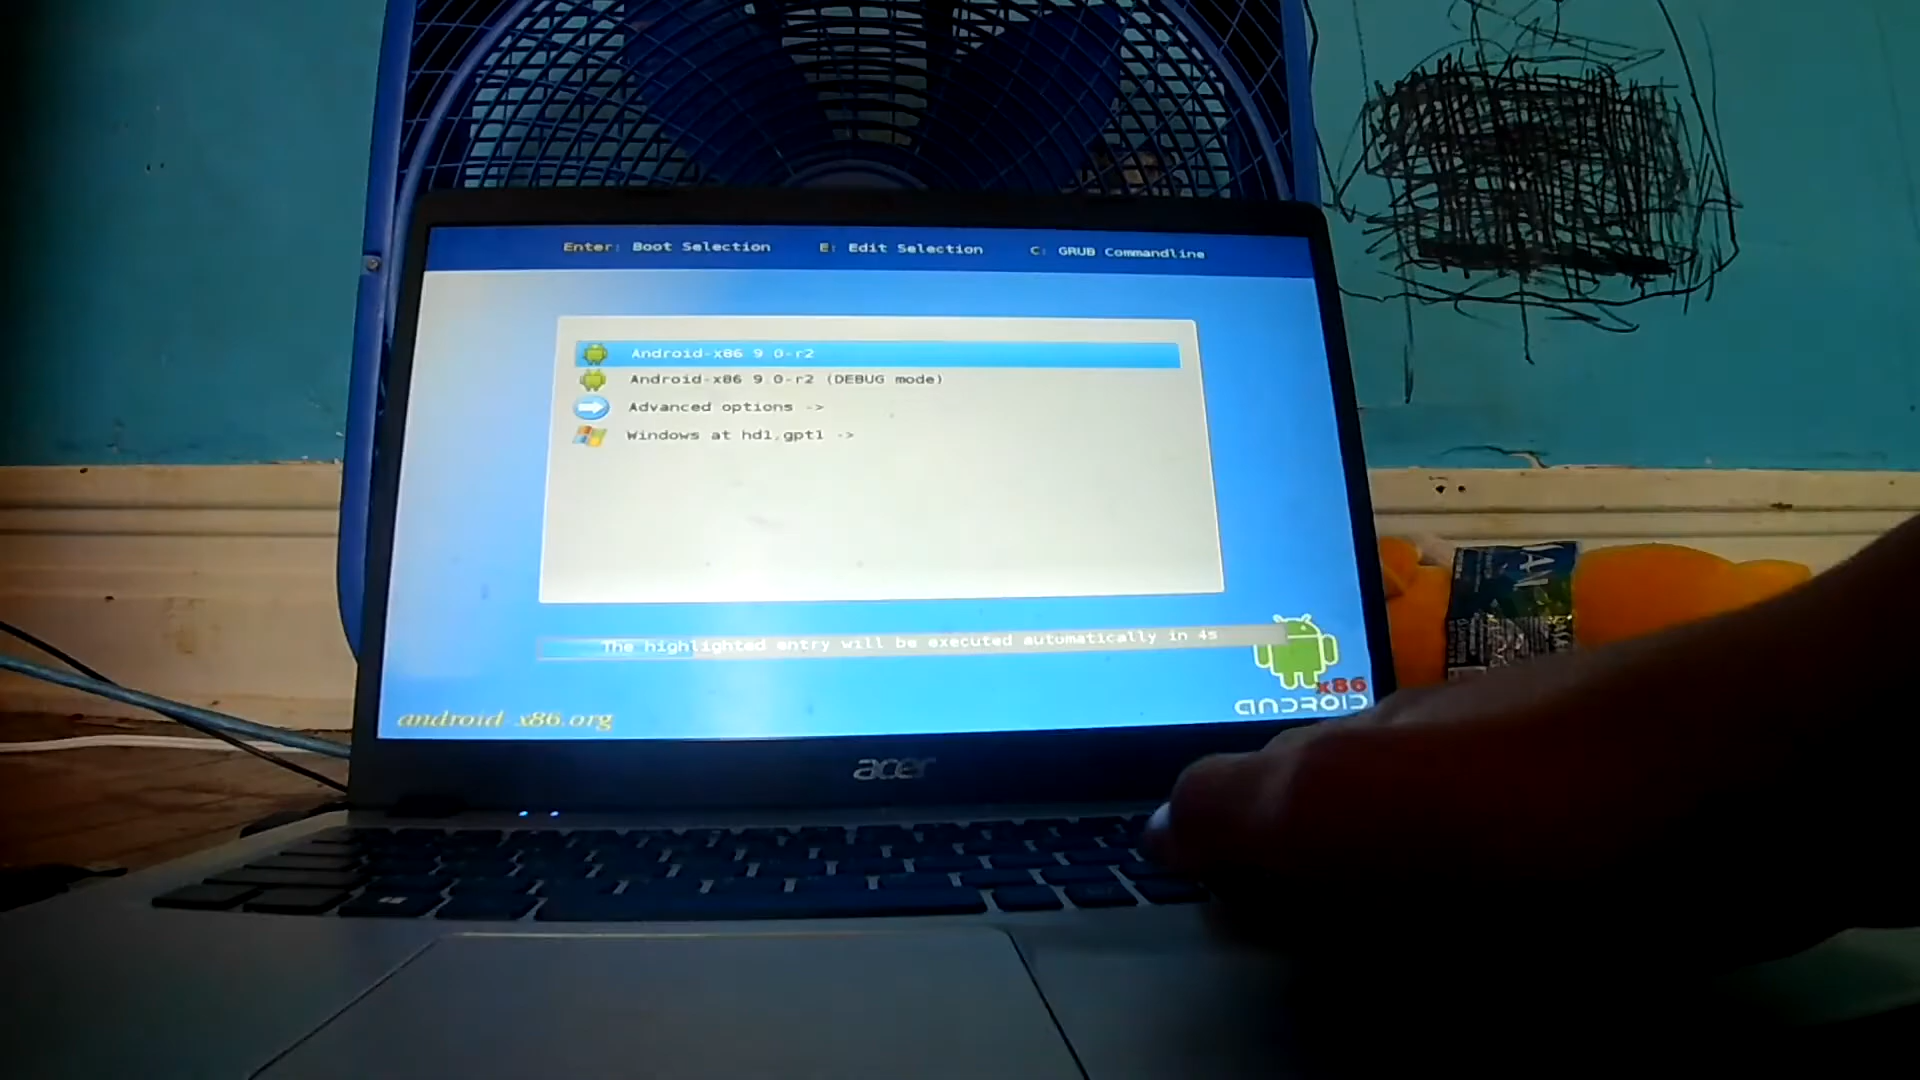 Enter: Boot Selection E: Edit Selection C: GRUB Commandline
Android-x86 9 0-r2
Android-x86 9 0-r2 (DEBUG mode)
Advanced options ->
Windows at hd1,gpt1 ->
The highlighted entry will be executed automatically in 4s
android x86.org
x86
ANDROID
acer